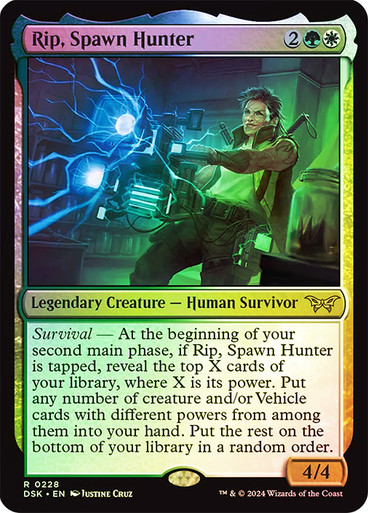 Rip, Spawn Hunter 2
Legendary Creature — Human Survivor
Survival — At the beginning of your
second main phase, if Rip, Spawn Hunter
is tapped, reveal the top X cards of
your library, where X is its power. Put
any number of creature and/or Vehicle
cards with different powers from among
them into your hand. Put the rest on the
bottom of your library in a random order.
4/4
R 0228
DSK • EN Justine Cruz
™ & © 2024 Wizards of the Coast